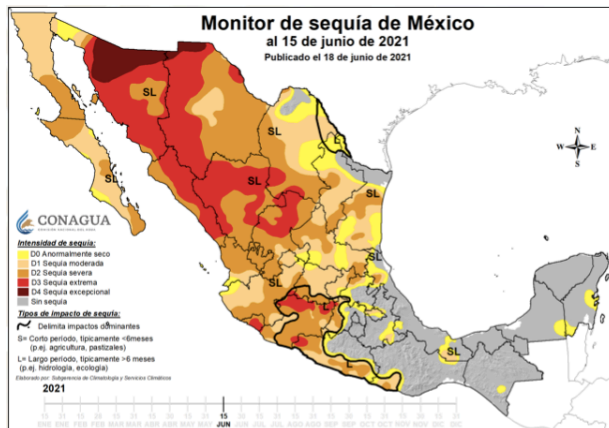 Monitor de sequía de México
al 15 de junio de 2021
Publicado el 18 de junio de 2021
SL
SL
L
SL
SL
SL
SL
SL
L
L
SL
N
W E
S
CONAGUA
Intensidad de sequía:
D0 Anormalmente seco
D1 Sequía moderada
D2 Sequía severa
D3 Sequía extrema
D4 Sequía excepcional
Sin sequía
Tipos de impacto de sequía:
Delimita impactos dominantes
S= Corto período, típicamente <6meses
(p.ej. agricultura, pastizales)
L= Largo período, típicamente >6 meses
(p.ej. hidrología, ecología)
Elaborado por: Subgerencia de Climatología y Servicios Climáticos
2021
15
JUN